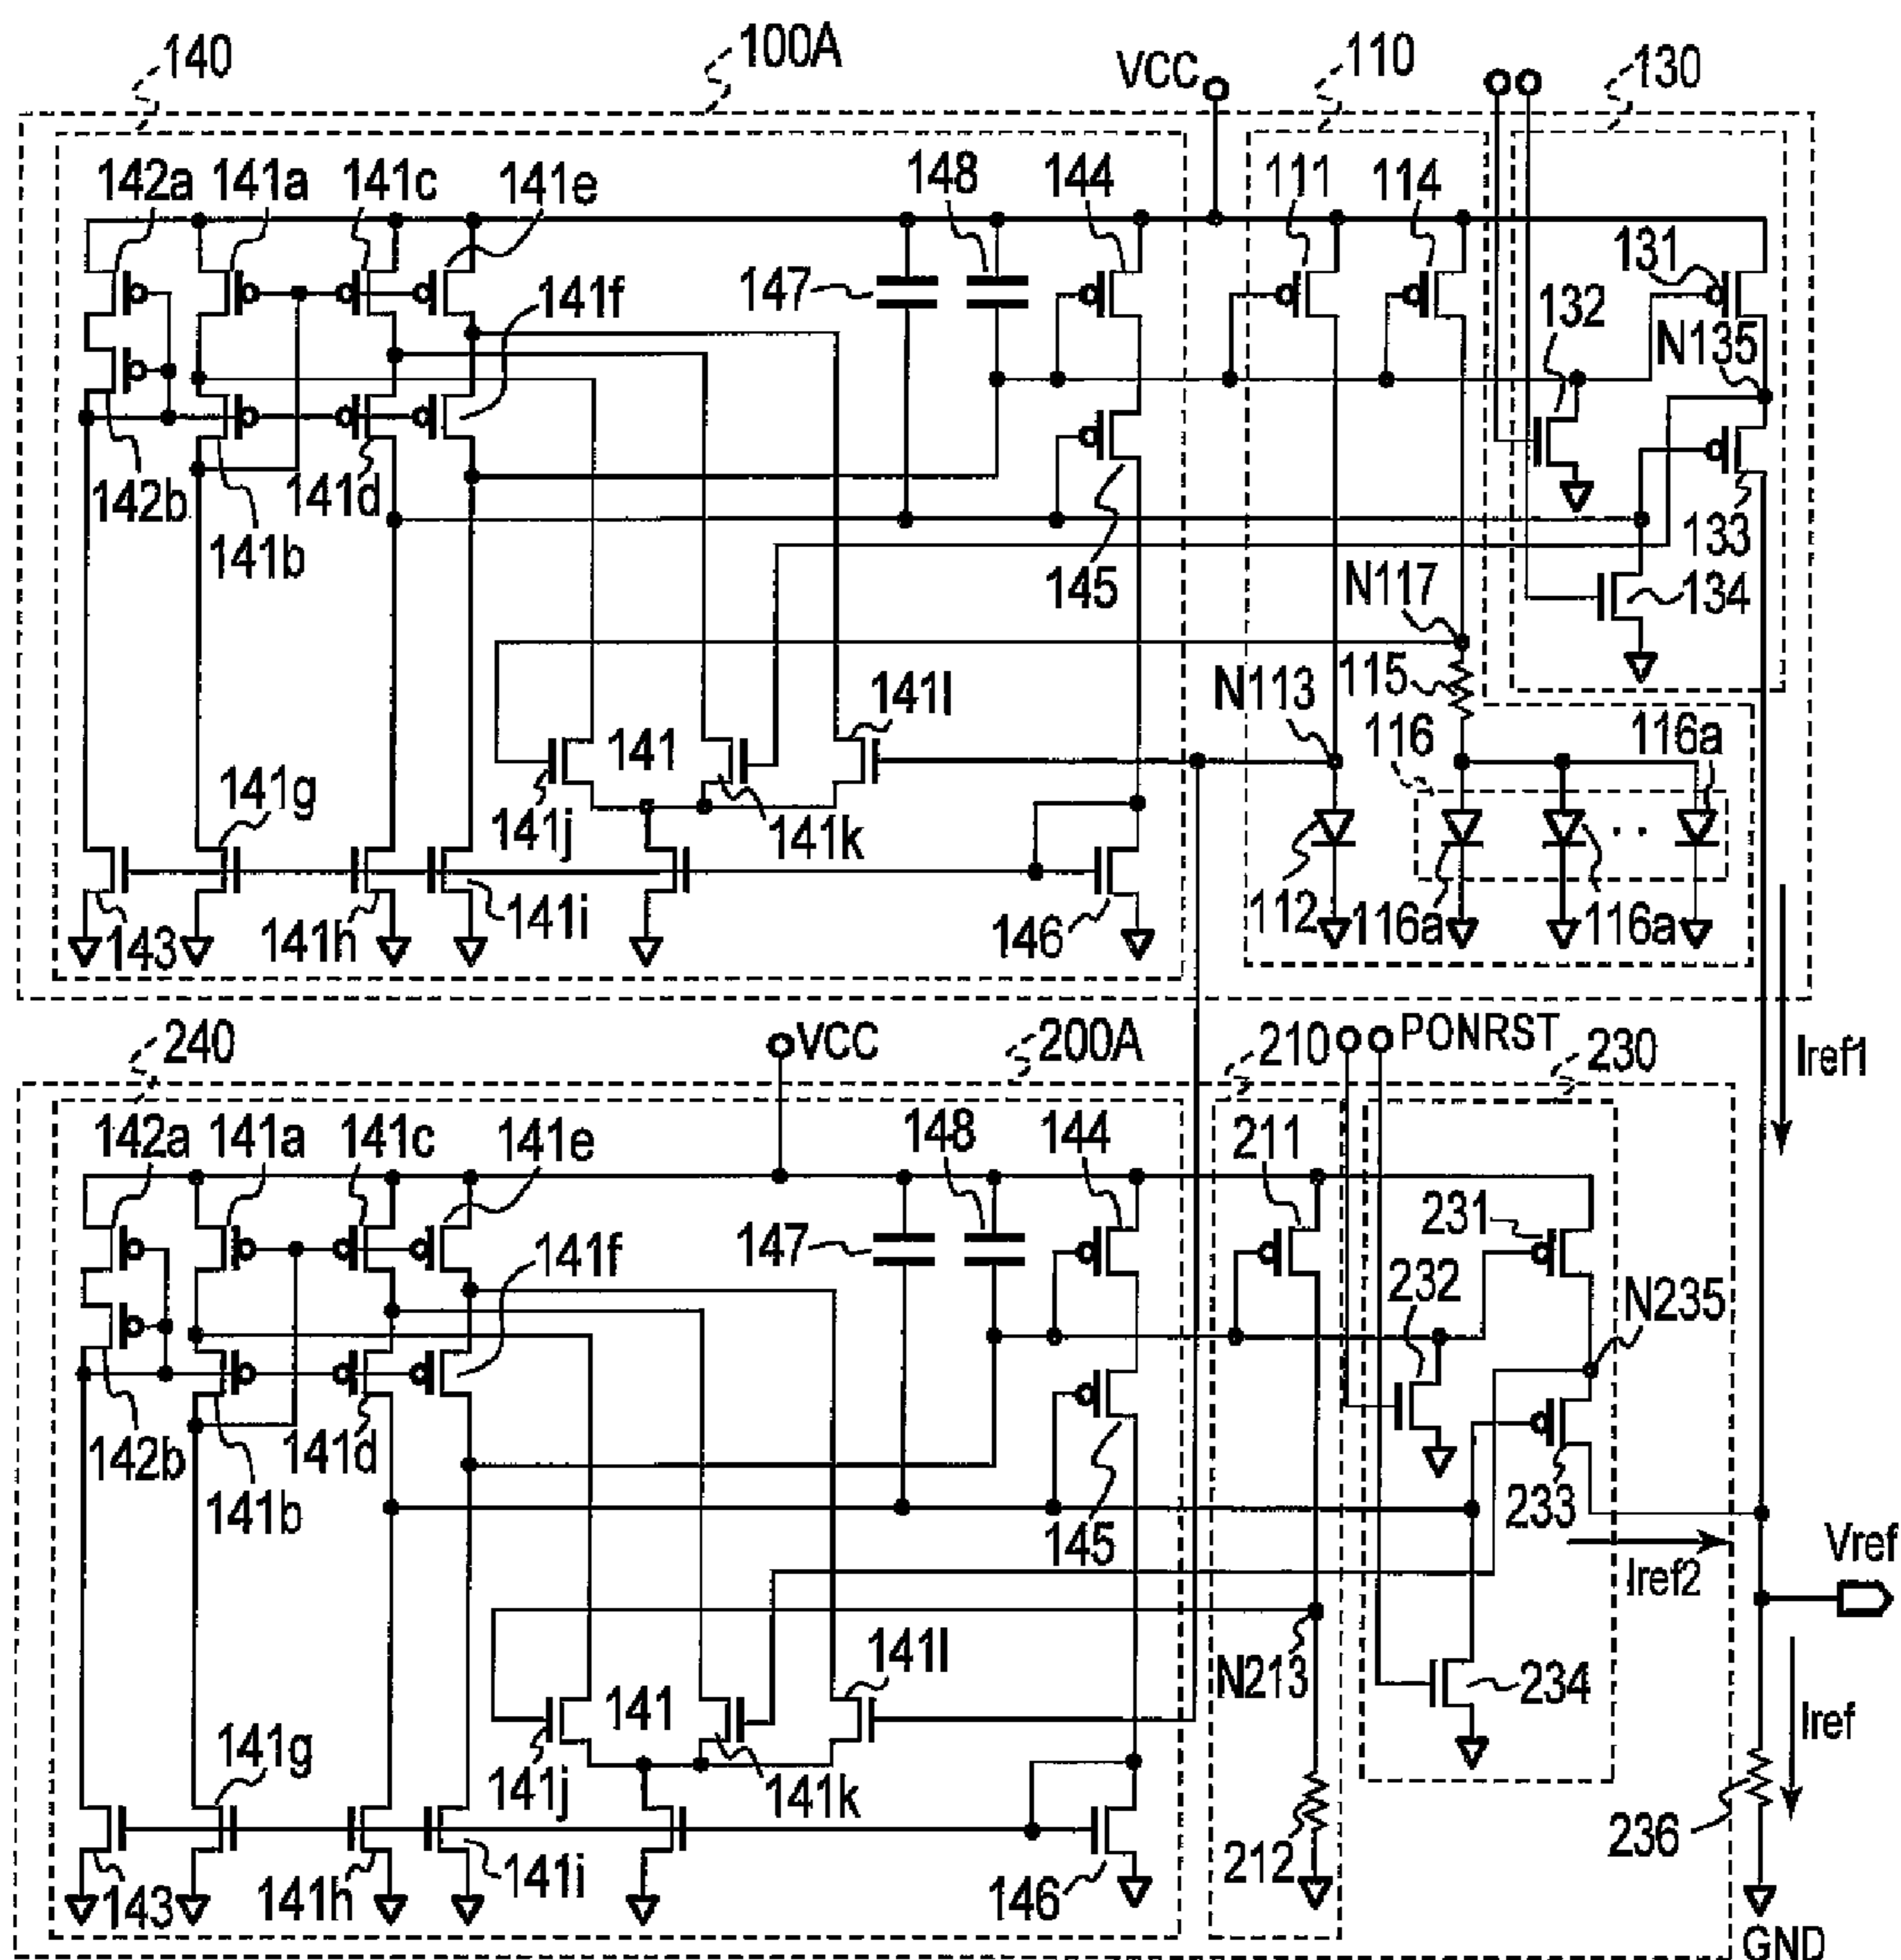 140
100A
VCC
110
130
142a
141a
141c
141e
148
144
111
114
131
147
141f
132
N135
142b
141d
141b
145
133
N117
134
N113
115
141l
116
116a
141
141g
141j
141k
112
116a
116a
143
141h
141i
146
Iref1
240
VCC
200A
210
PONRST
230
142a
141a
141c
141e
148
144
211
231
147
141f
232
N235
142b
141d
141b
145
233
Iref2
Vref
N213
141l
234
141
Iref
141g
141j
141k
212
236
143
141h
141i
146
GND